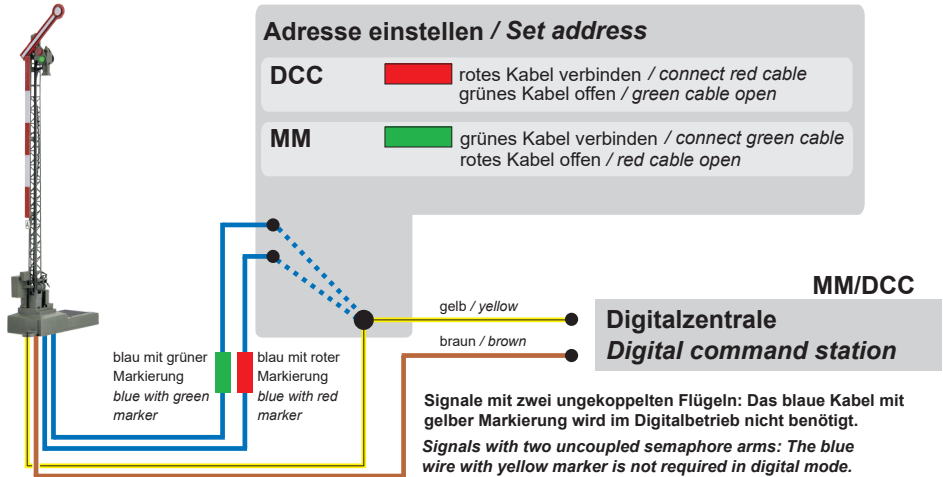 Adresse einstellen / Set address
DCC
rotes Kabel verbinden / connect red cable
grünes Kabel offen / green cable open
MM
grünes Kabel verbinden / connect green cable
rotes Kabel offen / red cable open
MM/DCC
gelb / yellow
Digitalzentrale
Digital command station
braun / brown
blau mit grüner
Markierung
blue with green
marker
blau mit roter
Markierung
blue with red
marker
Signale mit zwei ungekoppelten Flügeln: Das blaue Kabel mit
gelber Markierung wird im Digitalbetrieb nicht benötigt.
Signals with two uncoupled semaphore arms: The blue
wire with yellow marker is not required in digital mode.